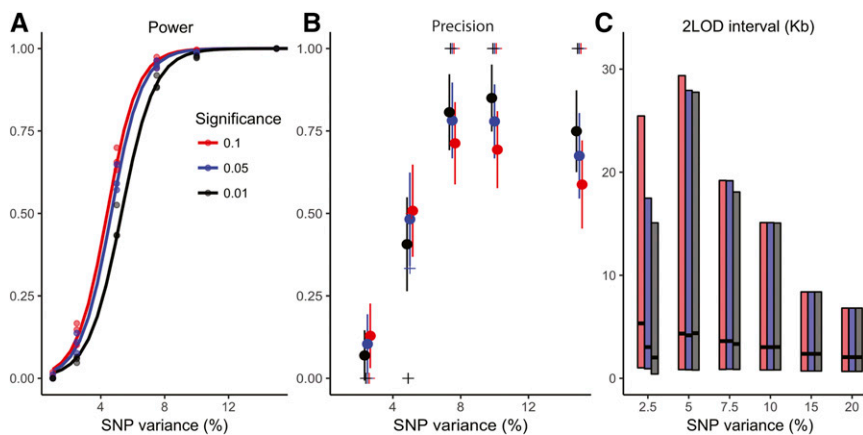 A
Power
1.00
0.75
0.50
0.25
0.00
4
8
12
SNP variance (%)
Significance
0.1
0.05
0.01
B
Precision
1.00
0.75
0.50
0.25
0.00
4
8
12
SNP variance (%)
C
2LOD interval (Kb)
30
20
10
0
2.5
5
7.5
10
15
20
SNP variance (%)